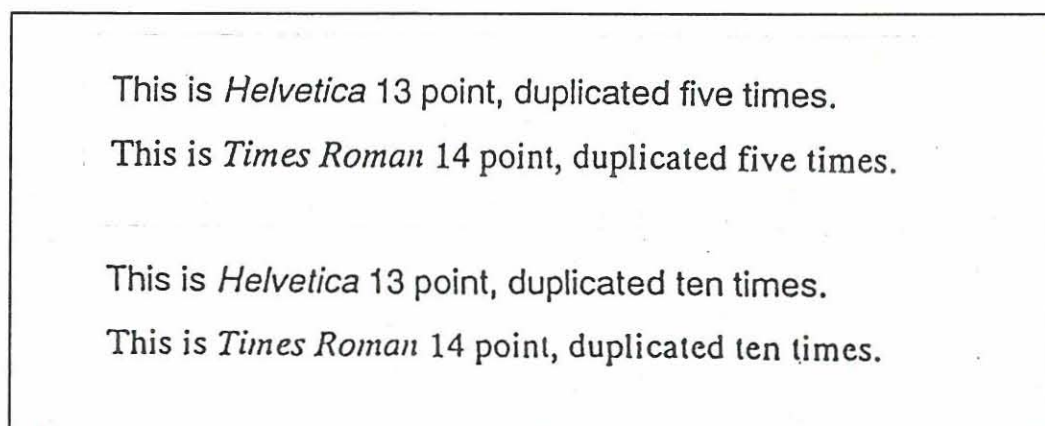 This is Helvetica 13 point, duplicated five times.
This is Times Roman 14 point, duplicated five times.
This is Helvetica 13 point, duplicated ten times.
This is Times Roman 14 point, duplicated ten times.